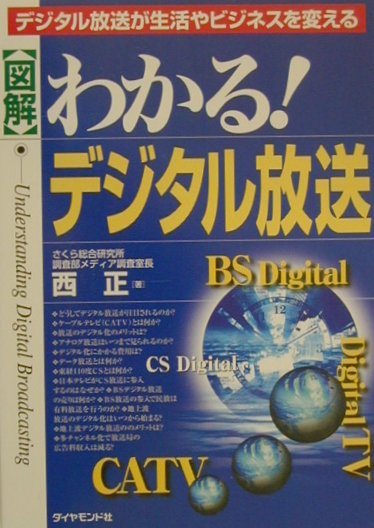 デジタル放送が生活やビジネスを変える
【図解】
わかる!
デジタル放送
Understanding Digital Broadcasting
さくら総合研究所
調査部メディア調査室長
西 正 著
BS Digital
❖どうしてデジタル放送が注目されるのか?
❖ケーブルテレビ(CATV)とは何か?
❖放送のデジタル化のメリットは?
❖アナログ放送はいつまで見られるのか?
❖デジタル化にかかる費用は?
❖データ放送とは何か?
❖東経110度CSとは何か?
❖日本テレビがCS放送に参入
するのはなぜか?❖BSデジタル放送
の売りは何か?❖BS放送の参入で民放は
有料放送を行うのか?❖地上波
放送のデジタル化はいつから始まる?
❖地上波デジタル放送のメリットは?
❖多チャンネル化で放送局の
広告料収入は減る?
CS Digital
Digital TV
CATV
ダイヤモンド社